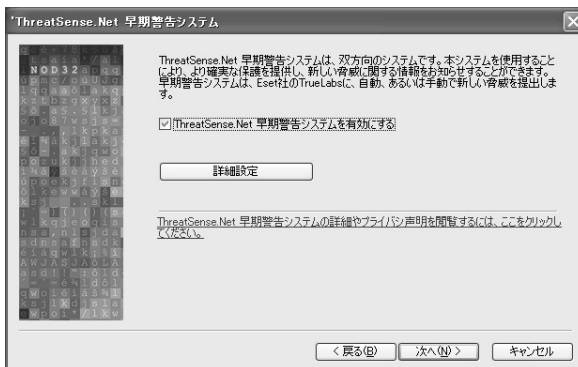 ThreatSense.Net 早期警告システム
NOD32
ThreatSense.Net 早期警告システムは、双方向のシステムです。本システムを使用すること
により、より確実な保護を提供し、新しい脅威に関する情報をお知らせすることができます。
早期警告システムは、Eset社のTrueLabsに、自動、あるいは手動で新しい脅威を提出しま
す。
ThreatSense.Net 早期警告システムを有効にする
詳細設定
ThreatSense.Net 早期警告システムの詳細やプライバシ声明を閲覧するには、ここをクリックし
てください。
< 戻る(B)
次へ(N) >
キャンセル